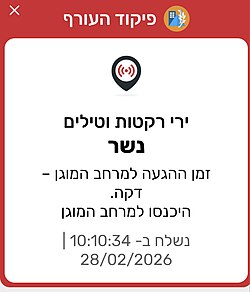 פיקוד העורף
ירי רקטות וטילים
נשר
זמן ההגעה למרחב המוגן –
דקה.
היכנסו למרחב המוגן
נשלח ב- 10:10:34 |
28/02/2026